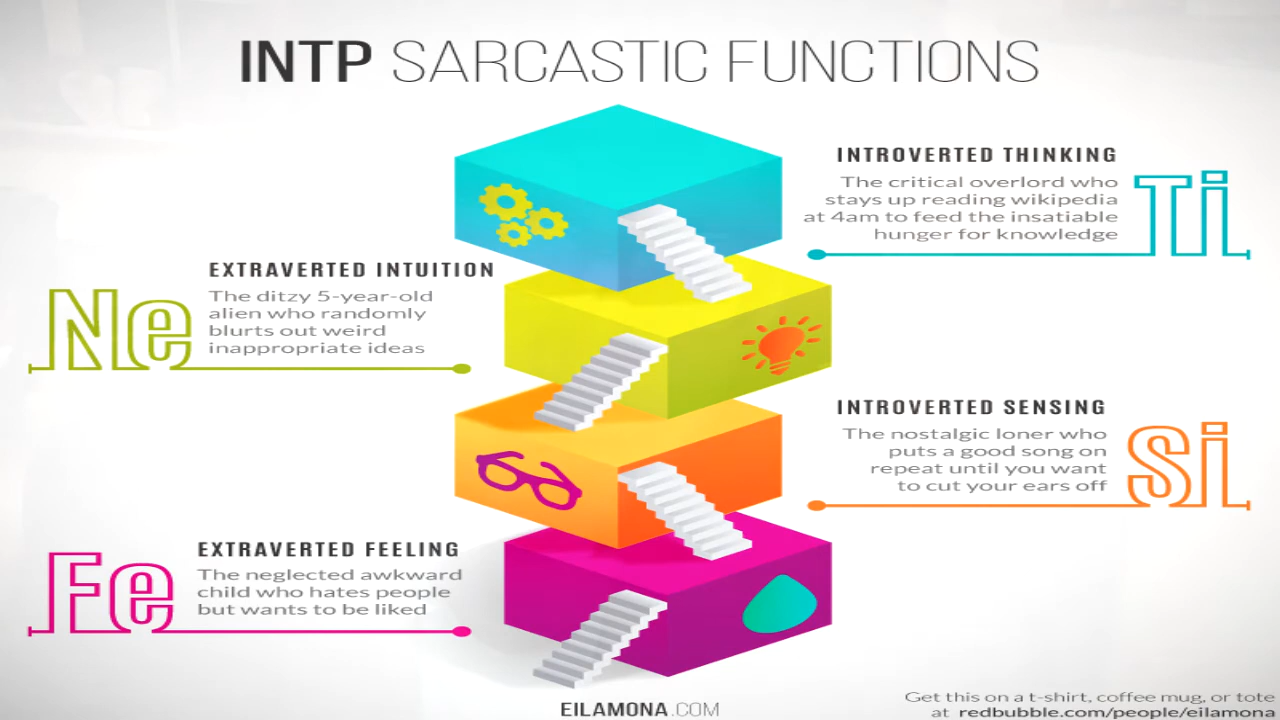 INTP SARCASTIC FUNCTIONS
INTROVERTED THINKING
The critical overlord who
stays up reading wikipedia
at 4am to feed the insatiable
hunger for knowledge
Ti
EXTRAVERTED INTUITION
Ne
The ditzy 5-year-old
alien who randomly
blurts out weird
inappropriate ideas
INTROVERTED SENSING
The nostalgic loner who
puts a good song on
repeat until you want
to cut your ears off
Si
EXTRAVERTED FEELING
Fe
The neglected awkward
child who hates people
but wants to be liked
EILAMONA.COM
Get this on a t-shirt, coffee mug, or tote
at redbubble.com/people/eilamona